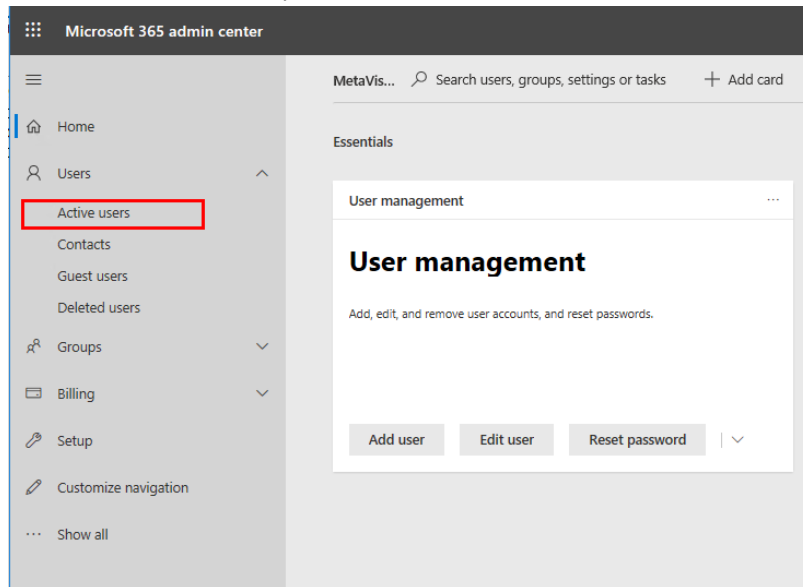 Microsoft 365 admin center
MetaVis... Search users, groups, settings or tasks + Add card
Home
Essentials
Users
User management ...
Active users
Contacts
User management
Guest users
Deleted users
Add, edit, and remove user accounts, and reset passwords.
Groups
Billing
Add user Edit user Reset password
Setup
Customize navigation
... Show all